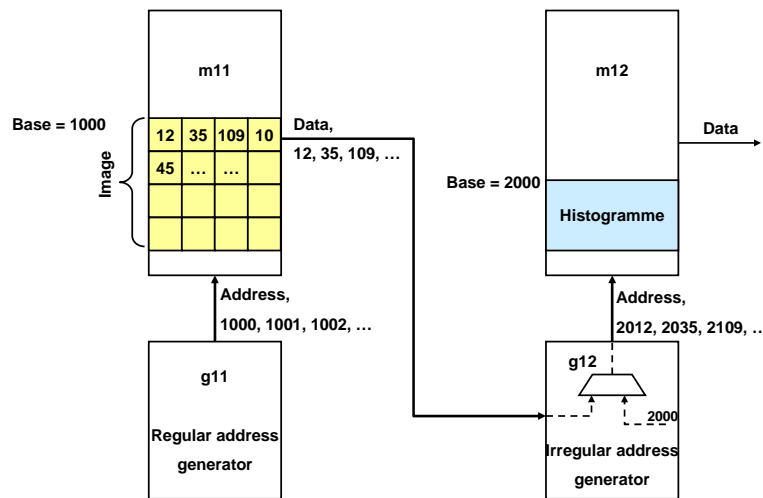 m11
Base = 1000
Image
12 35 109 10
45 ... ...
Data,
12, 35, 109, ...
Address,
1000, 1001, 1002, ...
g11
Regular address
generator
m12
Data
Base = 2000
Histogramme
Address,
2012, 2035, 2109, ..
g12
2000
Irregular address
generator